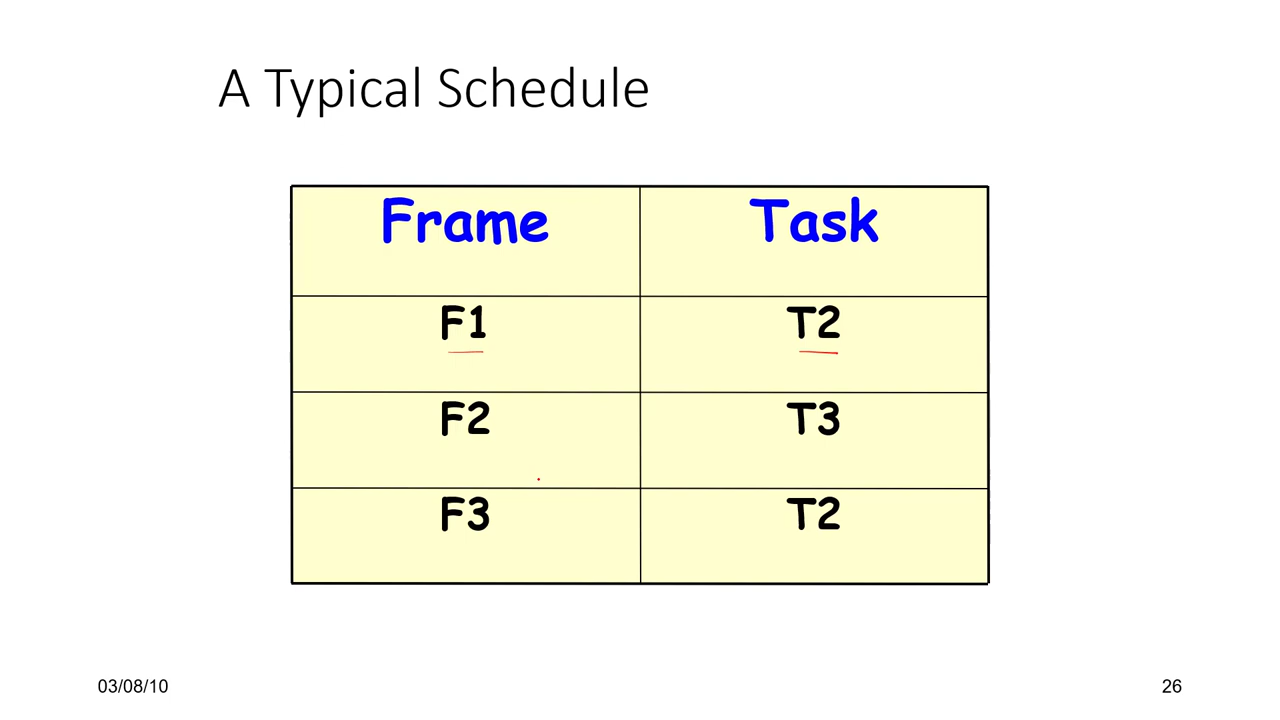 A Typical Schedule
Frame Task
F1 T2
F2 T3
F3 T2
03/08/10 26